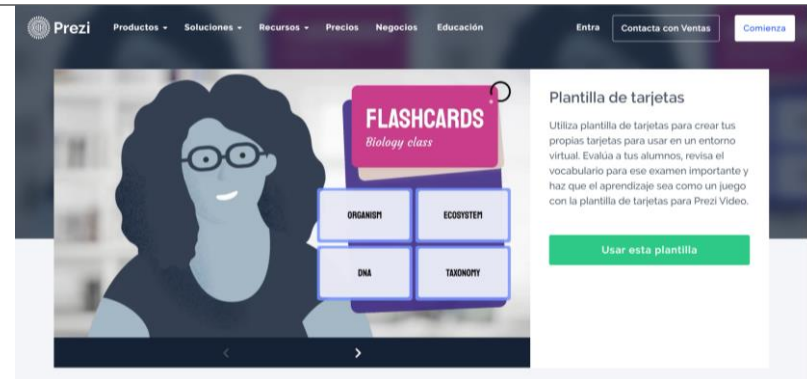 Prezi Productos Soluciones Recursos Precios Negocios Educación Entra Contacta con Ventas Comienza
FLASHCARDS
Biology class
ORGANISM ECOSYSTEM
DNA TAXONOMY
Plantilla de tarjetas
Utiliza plantilla de tarjetas para crear tus
propias tarjetas para usar en un entorno
virtual. Evalúa a tus alumnos, revisa el
vocabulario para ese examen importante y
haz que el aprendizaje sea como un juego
con la plantilla de tarjetas para Prezi Video.
Usar esta plantilla